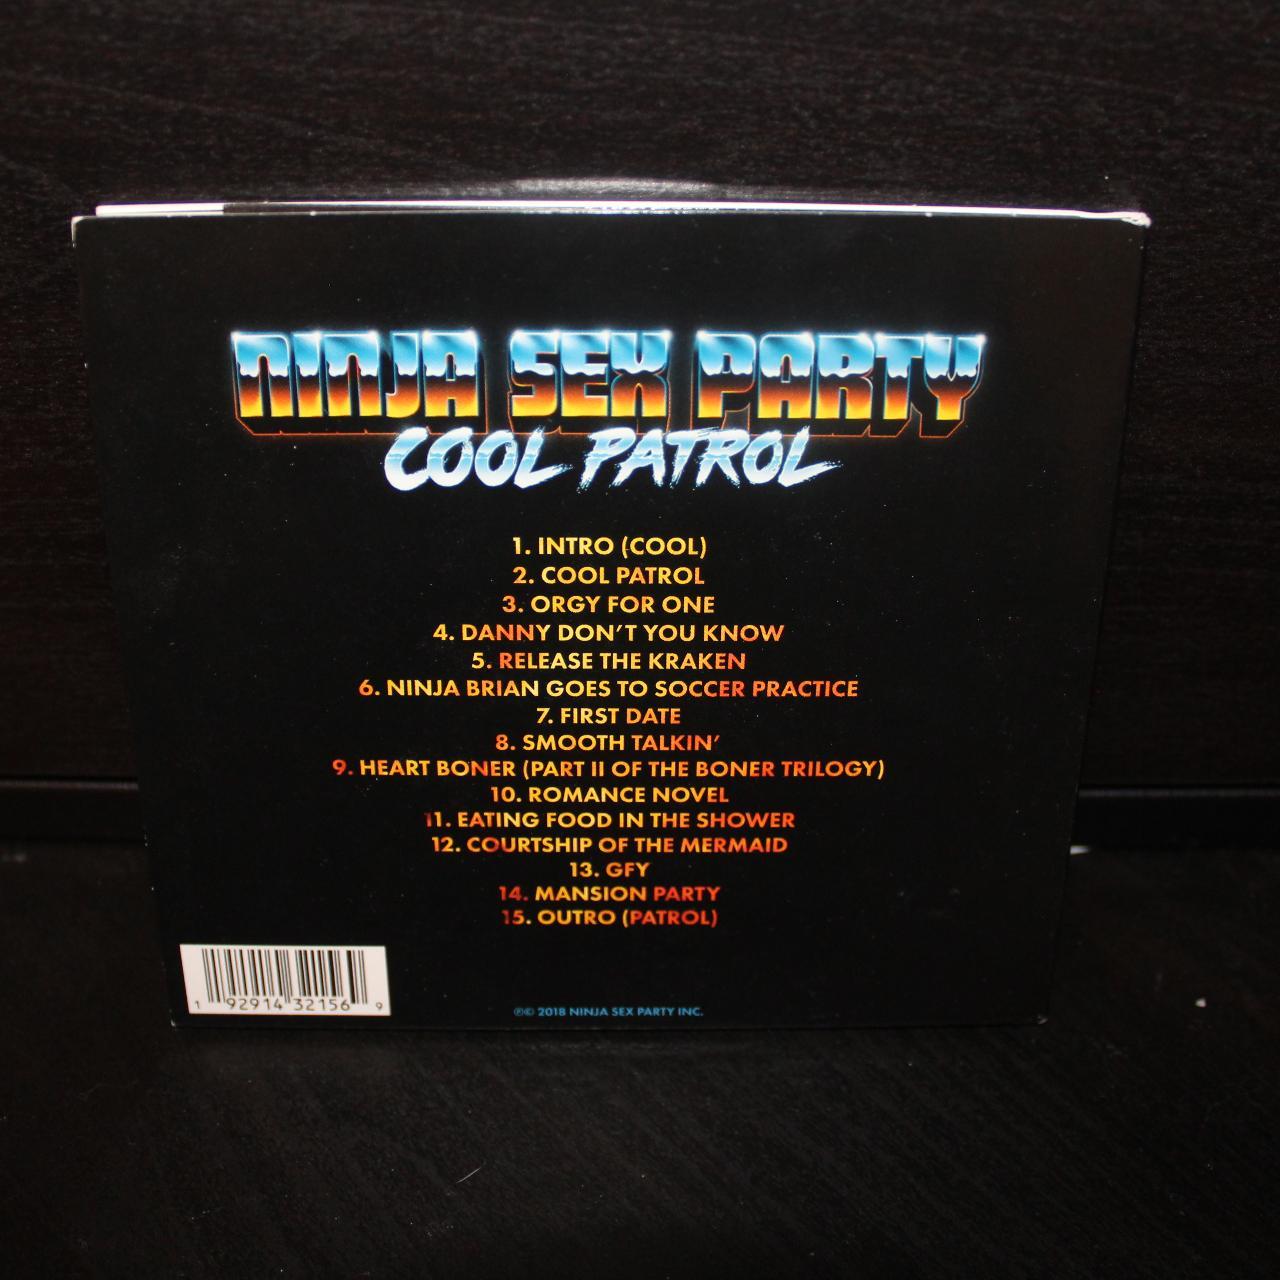 NINJA SEX PARTY
COOL PATROL
1. INTRO (COOL)
2. COOL PATROL
3. ORGY FOR ONE
4. DANNY DON'T YOU KNOW
5. RELEASE THE KRAKEN
6. NINJA BRIAN GOES TO SOCCER PRACTICE
7. FIRST DATE
8. SMOOTH TALKIN'
9. HEART BONER (PART II OF THE BONER TRILOGY)
10. ROMANCE NOVEL
11. EATING FOOD IN THE SHOWER
12. COURTSHIP OF THE MERMAID
13. GFY
14. MANSION PARTY
15. OUTRO (PATROL)
1 92914 32156 9
℗© 2018 NINJA SEX PARTY INC.